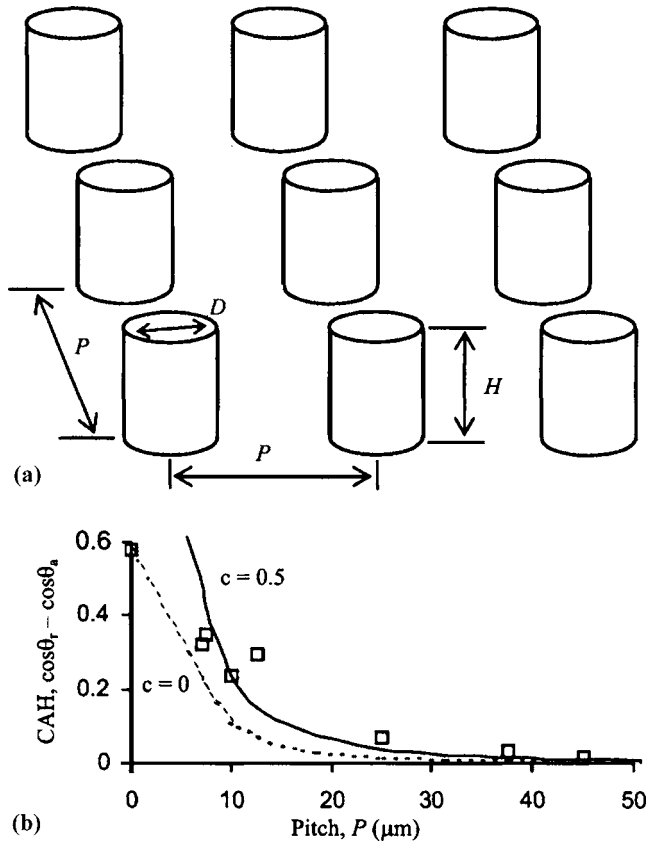 D
P
H
P
(a)
0.6
0.4
0.2
0
c = 0.5
c = 0
CAH, cosθr – cosθa
0 10 20 30 40 50
Pitch, P (μm)
(b)